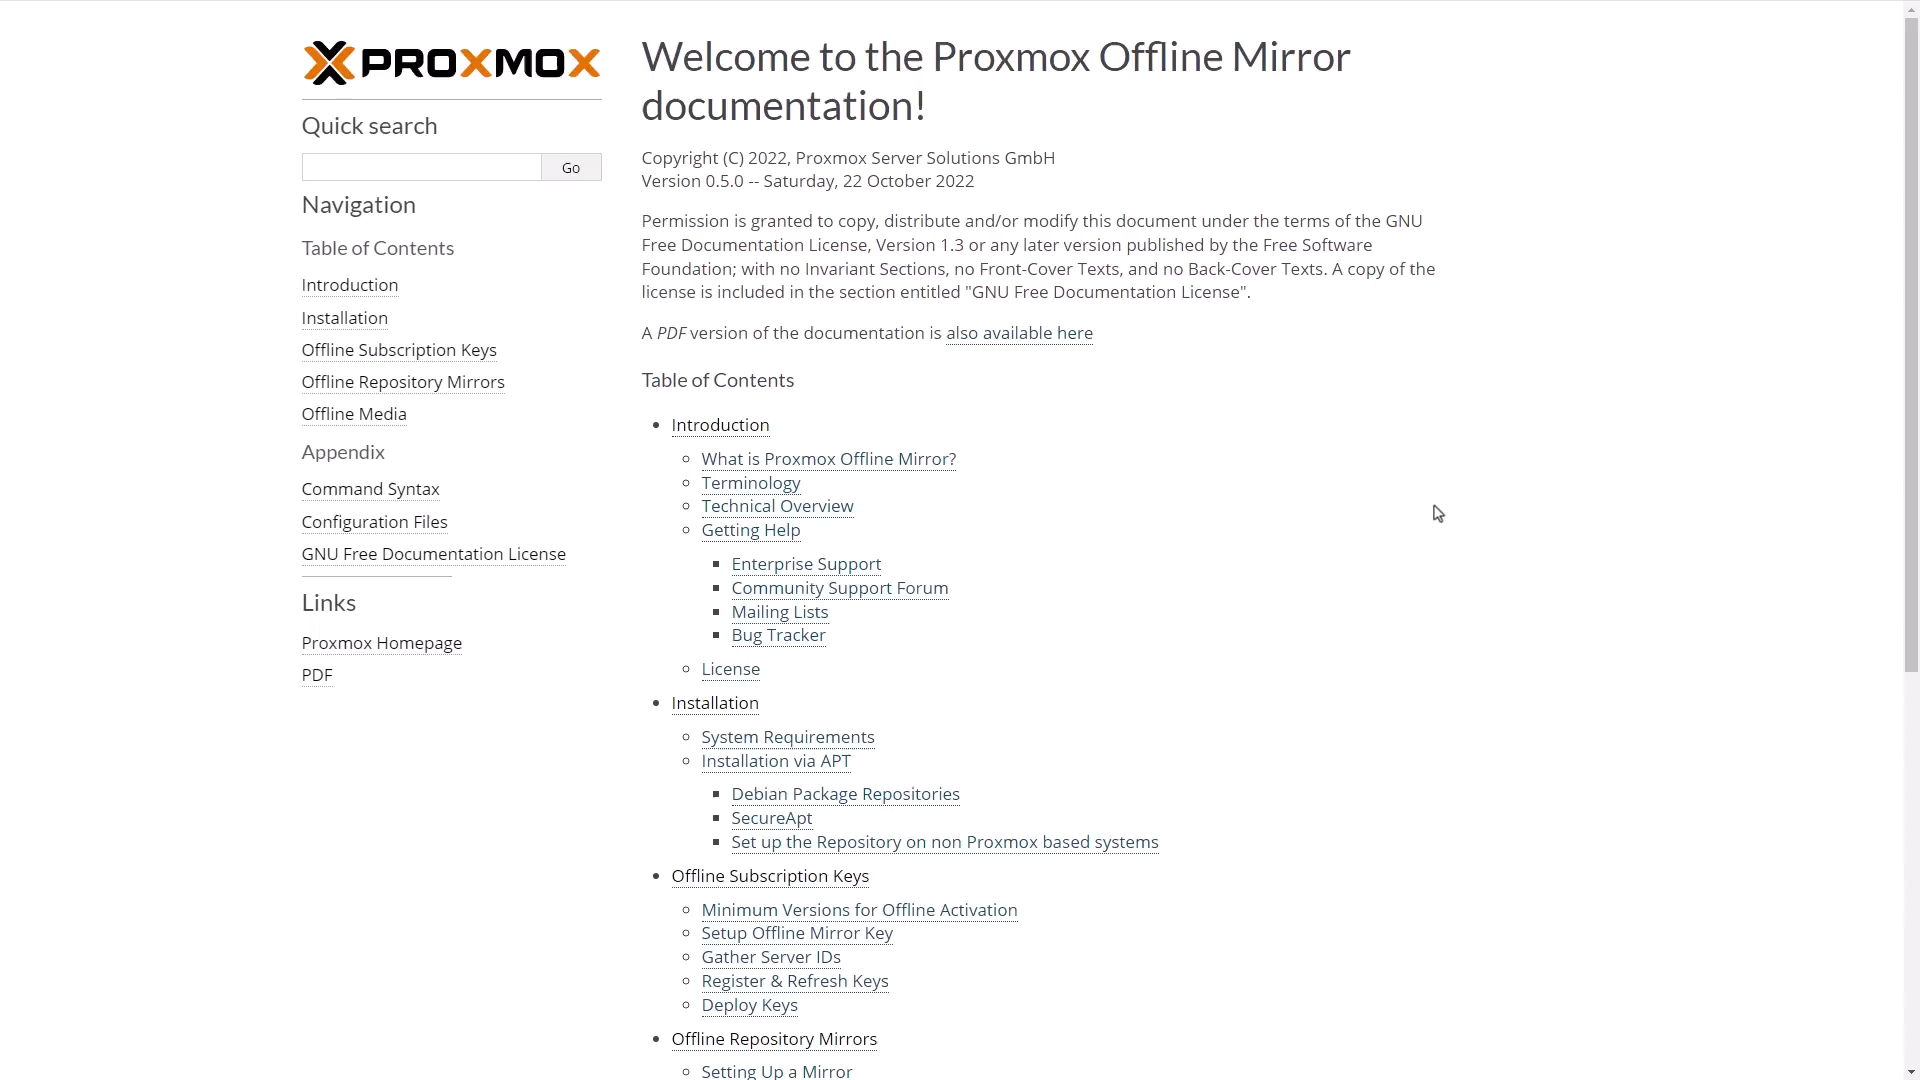 PROXMOX
Quick search
Go
Navigation
Table of Contents
Introduction
Installation
Offline Subscription Keys
Offline Repository Mirrors
Offline Media
Appendix
Command Syntax
Configuration Files
GNU Free Documentation License
Links
Proxmox Homepage
PDF
Welcome to the Proxmox Offline Mirror
documentation!
Copyright (C) 2022, Proxmox Server Solutions GmbH
Version 0.5.0 -- Saturday, 22 October 2022
Permission is granted to copy, distribute and/or modify this document under the terms of the GNU
Free Documentation License, Version 1.3 or any later version published by the Free Software
Foundation; with no Invariant Sections, no Front-Cover Texts, and no Back-Cover Texts. A copy of the
license is included in the section entitled "GNU Free Documentation License".
A PDF version of the documentation is also available here
Table of Contents
Introduction
What is Proxmox Offline Mirror?
Terminology
Technical Overview
Getting Help
Enterprise Support
Community Support Forum
Mailing Lists
Bug Tracker
License
Installation
System Requirements
Installation via APT
Debian Package Repositories
SecureApt
Set up the Repository on non Proxmox based systems
Offline Subscription Keys
Minimum Versions for Offline Activation
Setup Offline Mirror Key
Gather Server IDs
Register & Refresh Keys
Deploy Keys
Offline Repository Mirrors
Setting Up a Mirror